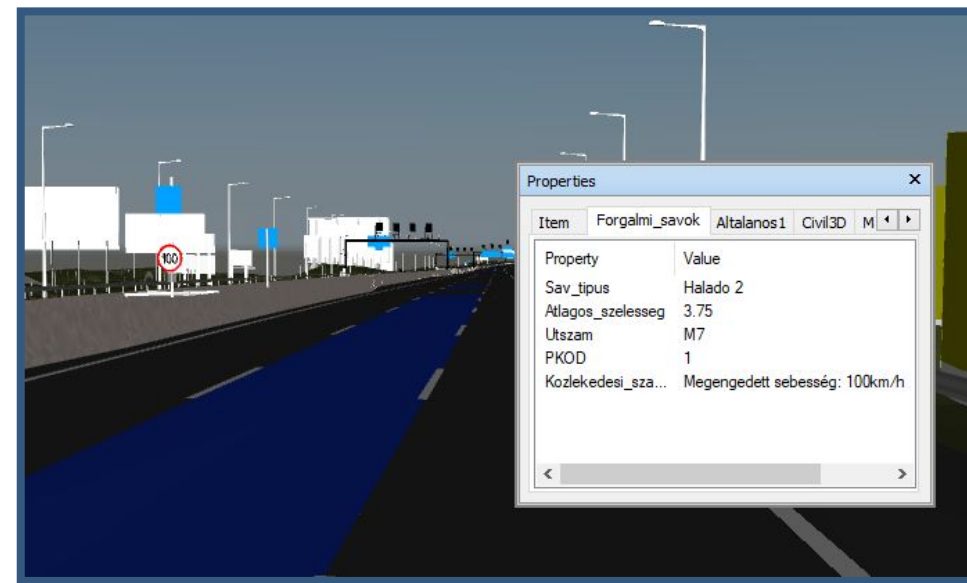 100
Properties
Item Forgalmi_savok Altalanos1 Civil3D M
Property Value
Sav_tipus Halado 2
Atlagos_szelesseg 3.75
Utszam M7
PKOD 1
Kozlekedesi_sza... Megengedett sebesség: 100km/h